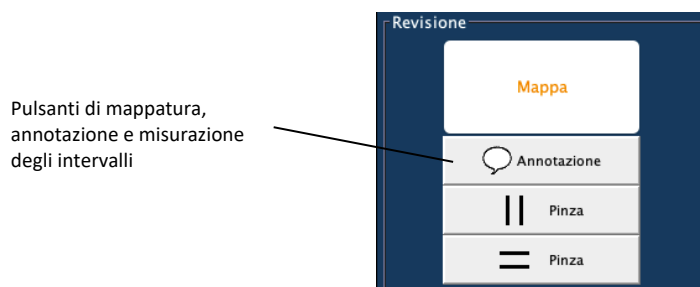 Revisione
Mappa
Pulsanti di mappatura,
annotazione e misurazione
degli intervalli
Annotazione
Pinza
Pinza